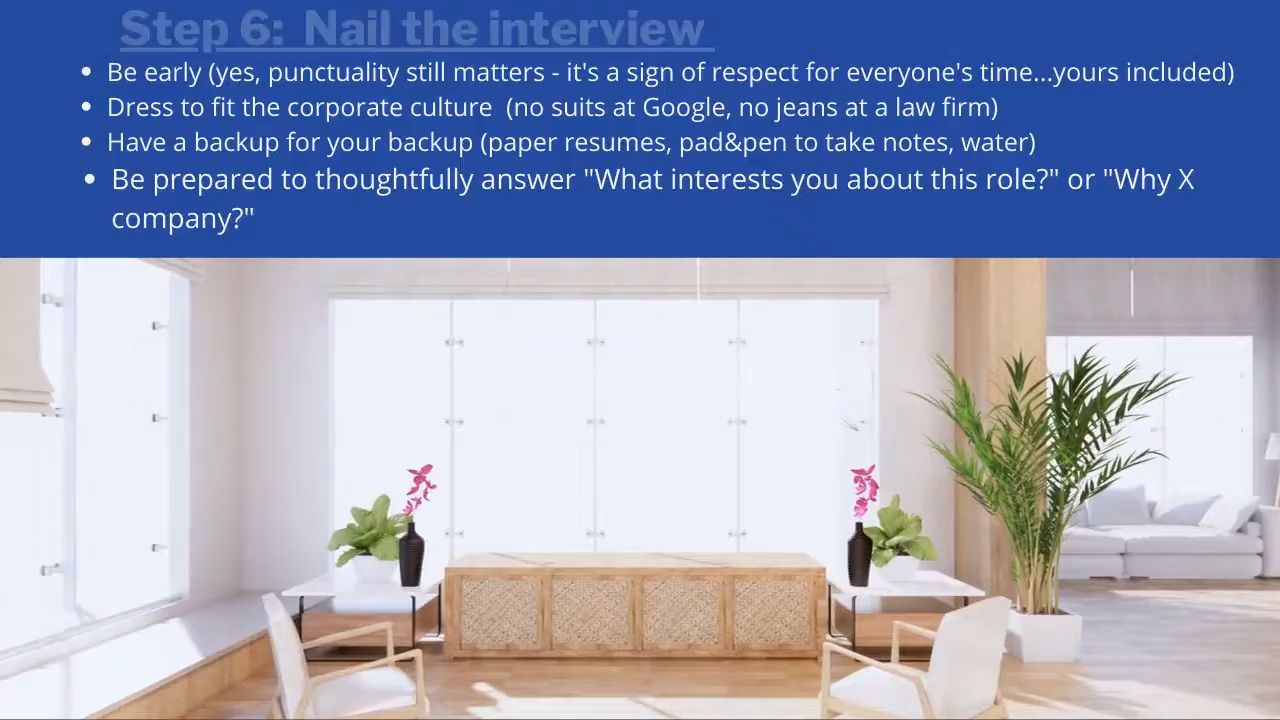 Step 6:  Nail the interview
• Be early (yes, punctuality still matters - it's a sign of respect for everyone's time...yours included)
• Dress to fit the corporate culture  (no suits at Google, no jeans at a law firm)
• Have a backup for your backup (paper resumes, pad&pen to take notes, water)
• Be prepared to thoughtfully answer "What interests you about this role?" or "Why X
company?"